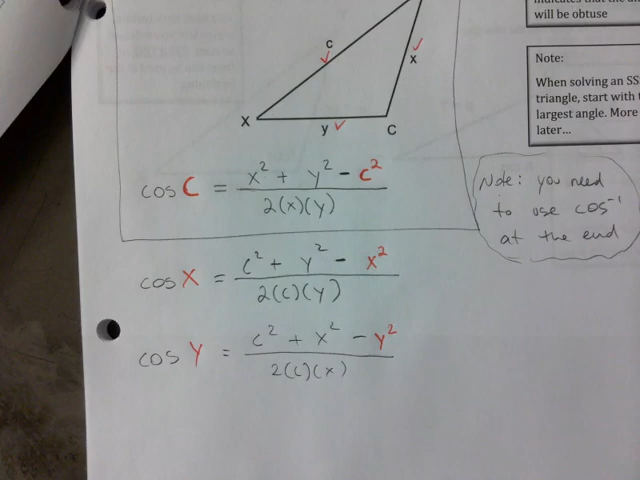 will be obtuse
Note:
When solving an SS
triangle, start with
largest angle. More
later...
c
x
X
y
C
cos C = x² + y² - c²
2(x)(y)
Note: you need
to use cos⁻¹
at the end
cos X = c² + y² - x²
2(c)(y)
cos Y = c² + x² - y²
2(c)(x)